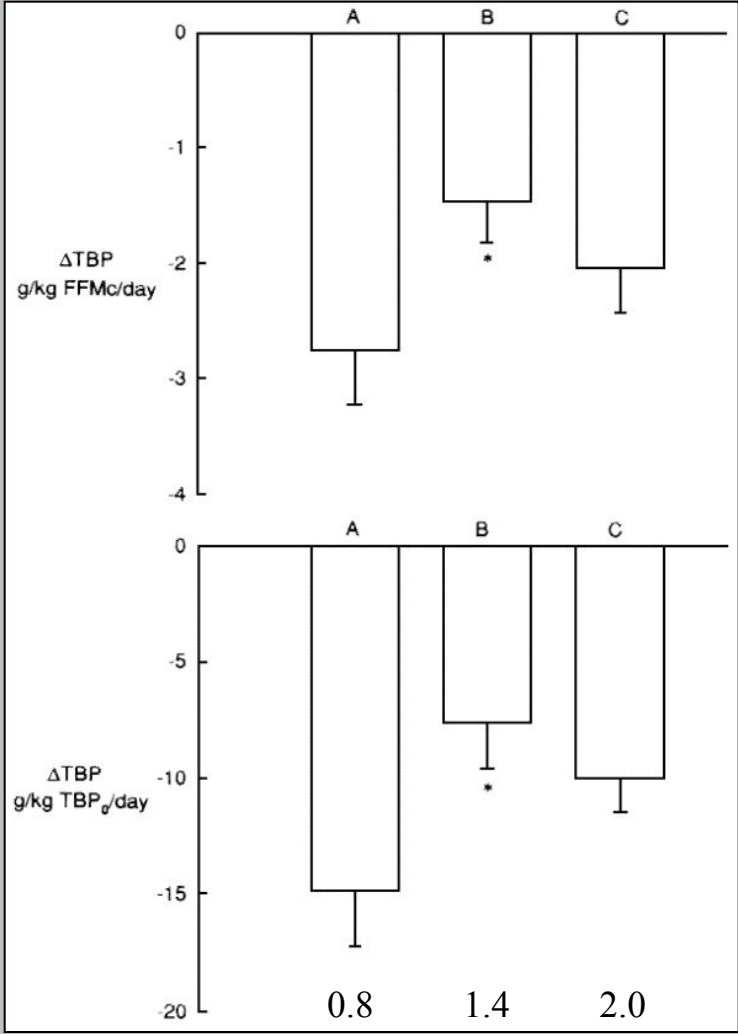 A B C
0
-1
-2
-3
-4
ΔTBP
g/kg FFMc/day
*
A B C
0
-5
-10
-15
-20
ΔTBP
g/kg TBP₀/day
*
0.8 1.4 2.0